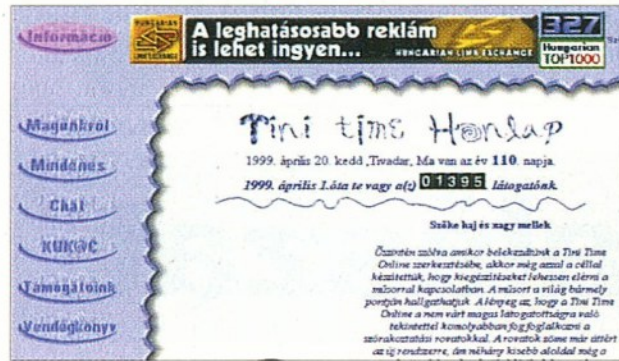 Információ
A leghatásosabb reklám
is lehet ingyen...
HUNGARIAN LINK EXCHANGE
327
Hungarian
TOP1000
Magunkról
Mindenes
Chat
KUK@C
Támogatóink
Vendégkönyv
Tini time Honlap
1999. április 20. kedd ,Tivadar, Ma van az év 110. napja.
1999. április 1.óta te vagy a(z) 01395 látogatónk.
Szőke haj és nagy mellek
Őszintén szólva amikor belekezdtünk a Tini Time
Online szerkesztésébe, akkor még azzal a céllal
készítettük, hogy kiegészítéseket lehessen elérni a
műsorral kapcsolatban. A műsort a világ bármely
pontján hallgathatjuk. A lényeg az, hogy a Tini Time
Online a nem várt magas látogatottságra való
tekintettel komolyabban fog foglalkozni a
szórakoztatási rovatokkal. A rovatok zöme már áttért
az új rendszerre, ám néhány kisebb aloldal még a